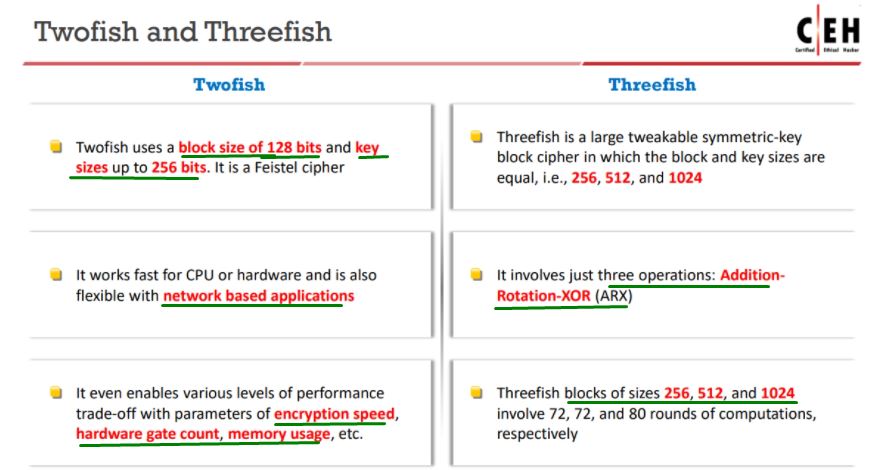 Twofish and Threefish
C|EH
Certified Ethical Hacker
Twofish
Twofish uses a block size of 128 bits and key
sizes up to 256 bits. It is a Feistel cipher
It works fast for CPU or hardware and is also
flexible with network based applications
It even enables various levels of performance
trade-off with parameters of encryption speed,
hardware gate count, memory usage, etc.
Threefish
Threefish is a large tweakable symmetric-key
block cipher in which the block and key sizes are
equal, i.e., 256, 512, and 1024
It involves just three operations: Addition-
Rotation-XOR (ARX)
Threefish blocks of sizes 256, 512, and 1024
involve 72, 72, and 80 rounds of computations,
respectively